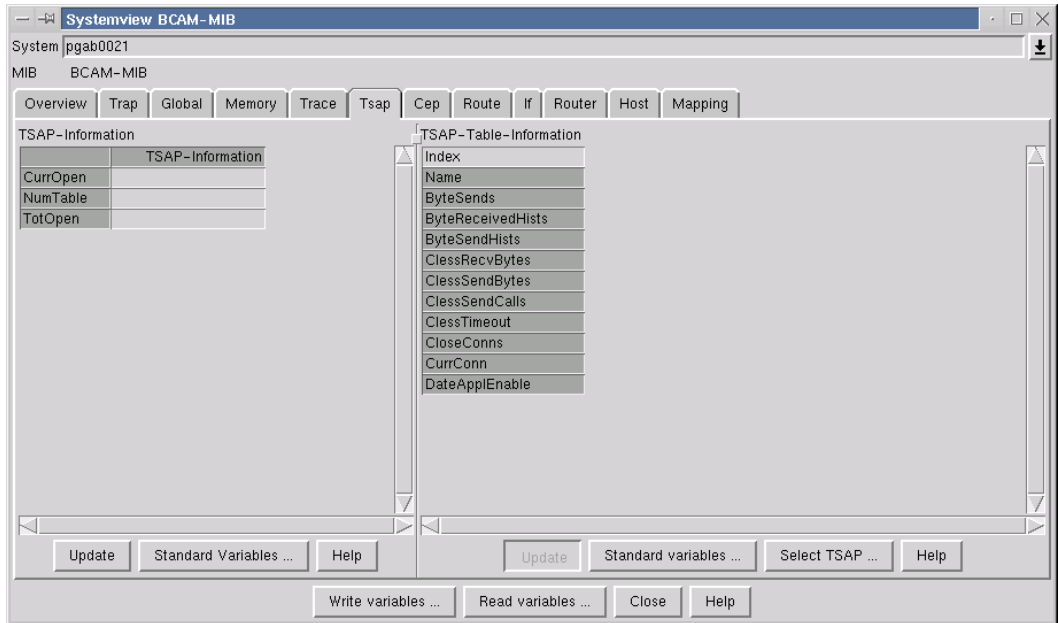 Systemview BCAM-MIB
System pgab0021
MIB BCAM-MIB
Overview Trap Global Memory Trace Tsap Cep Route If Router Host Mapping
TSAP-Information
TSAP-Information
CurrOpen
NumTable
TotOpen
Update Standard Variables ... Help
TSAP-Table-Information
Index
Name
ByteSends
ByteReceivedHists
ByteSendHists
ClessRecvBytes
ClessSendBytes
ClessSendCalls
ClessTimeout
CloseConns
CurrConn
DateApplEnable
Update Standard variables ... Select TSAP ... Help
Write variables ... Read variables ... Close Help